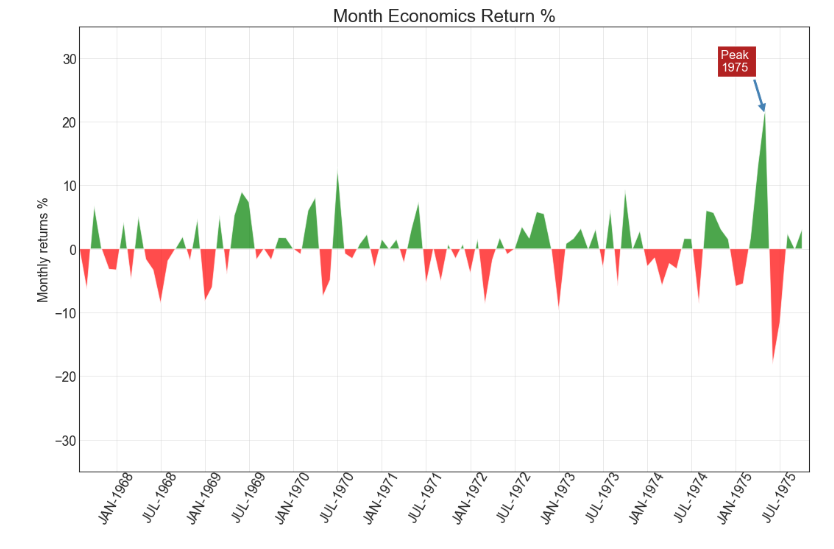 Month Economics Return %
Peak
1975
Monthly returns %
30
20
10
0
−10
−20
−30
JAN-1968
JUL-1968
JAN-1969
JUL-1969
JAN-1970
JUL-1970
JAN-1971
JUL-1971
JAN-1972
JUL-1972
JAN-1973
JUL-1973
JAN-1974
JUL-1974
JAN-1975
JUL-1975